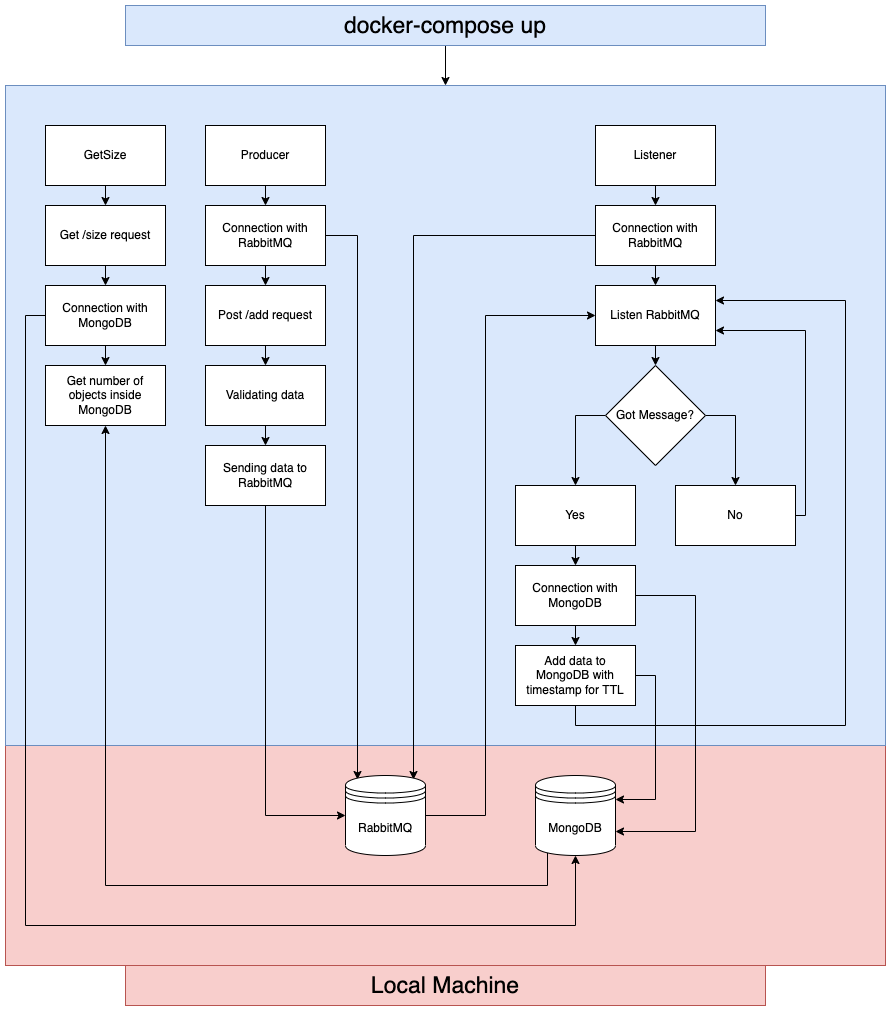 docker-compose up
GetSize
Producer
Listener
Get /size request
Connection with
RabbitMQ
Connection with
RabbitMQ
Connection with
MongoDB
Post /add request
Listen RabbitMQ
Get number of
objects inside
MongoDB
Validating data
Got Message?
Sending data to
RabbitMQ
Yes
No
Connection with
MongoDB
Add data to
MongoDB with
timestamp for TTL
RabbitMQ
MongoDB
Local Machine